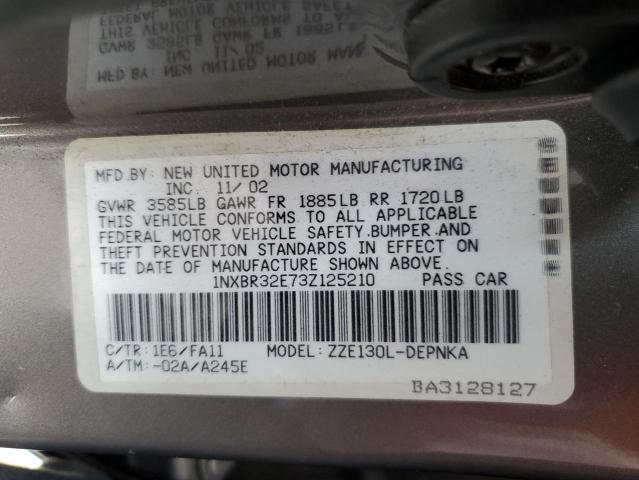 MFD.BY: NEW UNITED MOTOR MANUFACTURING
INC. 11/ 02
GVWR 3585LB GAWR FR 1885LB RR 1720LB
THIS VEHICLE CONFORMS TO ALL APPLICABLE
FEDERAL MOTOR VEHICLE SAFETY,BUMPER,AND
THEFT PREVENTION STANDARDS IN EFFECT ON
THE DATE OF MANUFACTURE SHOWN ABOVE.
1NXBR32E73Z125210 PASS CAR
C/TR: 1E6/FA11 MODEL: ZZE130L-DEPNKA
A/TM: -02A/A245E
BA3128127